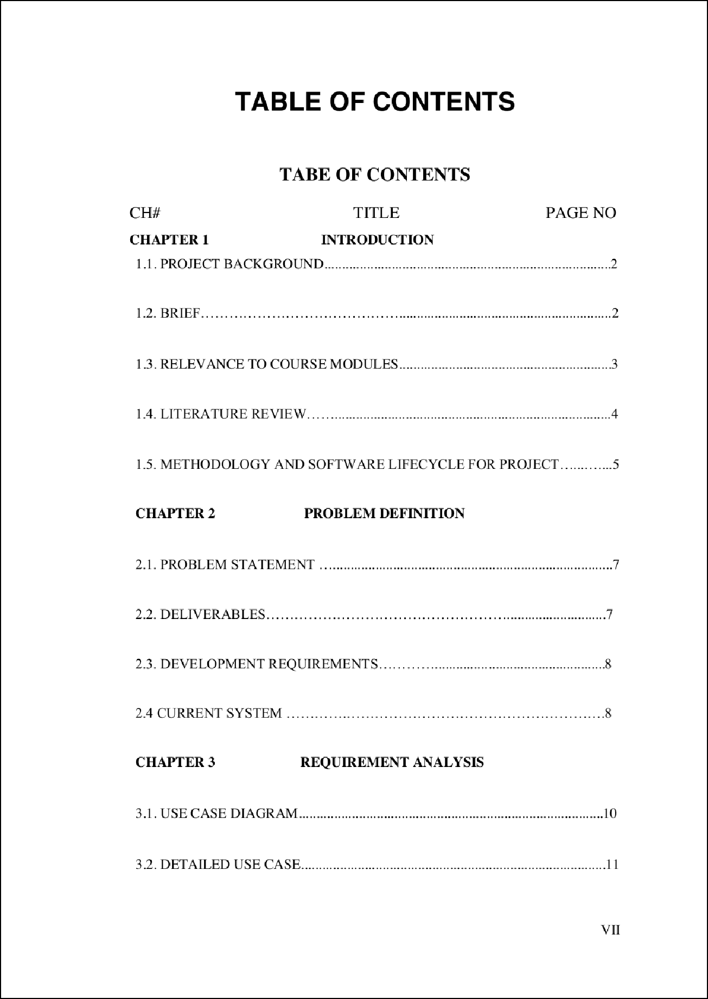 TABLE OF CONTENTS
TABE OF CONTENTS
CH# TITLE PAGE NO
CHAPTER 1 INTRODUCTION
1.1. PROJECT BACKGROUND.................................................................................2
1.2. BRIEF……………………………………............................................................2
1.3. RELEVANCE TO COURSE MODULES............................................................3
1.4. LITERATURE REVIEW…...............................................................................4
1.5. METHODOLOGY AND SOFTWARE LIFECYCLE FOR PROJECT…...…...5
CHAPTER 2 PROBLEM DEFINITION
2.1. PROBLEM STATEMENT …...............................................................................7
2.2. DELIVERABLES……………………………………………............................7
2.3. DEVELOPMENT REQUIREMENTS…………................................................8
2.4 CURRENT SYSTEM ……………………………………………………………8
CHAPTER 3 REQUIREMENT ANALYSIS
3.1. USE CASE DIAGRAM......................................................................................10
3.2. DETAILED USE CASE......................................................................................11
VII